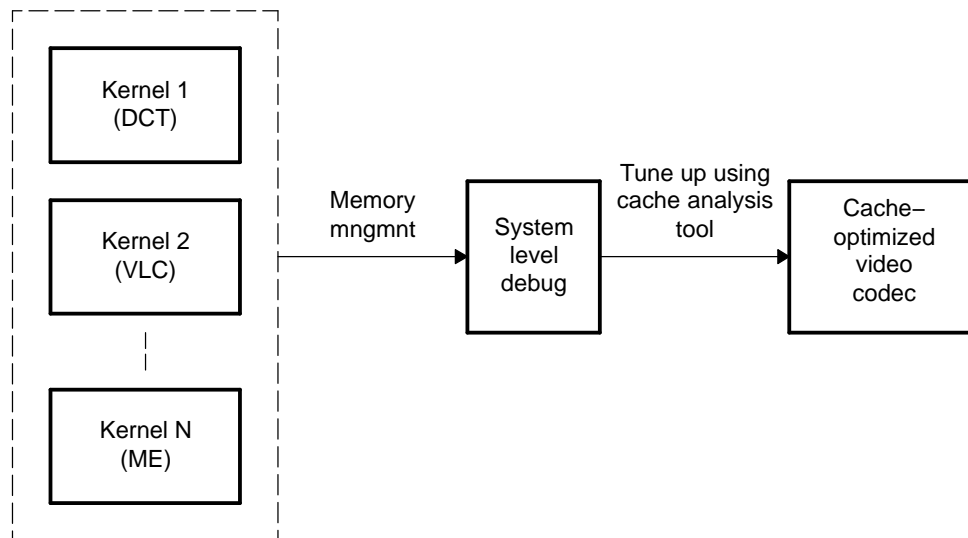 Kernel 1
(DCT)
Kernel 2
(VLC)
Kernel N
(ME)
Memory
mngmnt
System
level
debug
Tune up using
cache analysis
tool
Cache–
optimized
video
codec